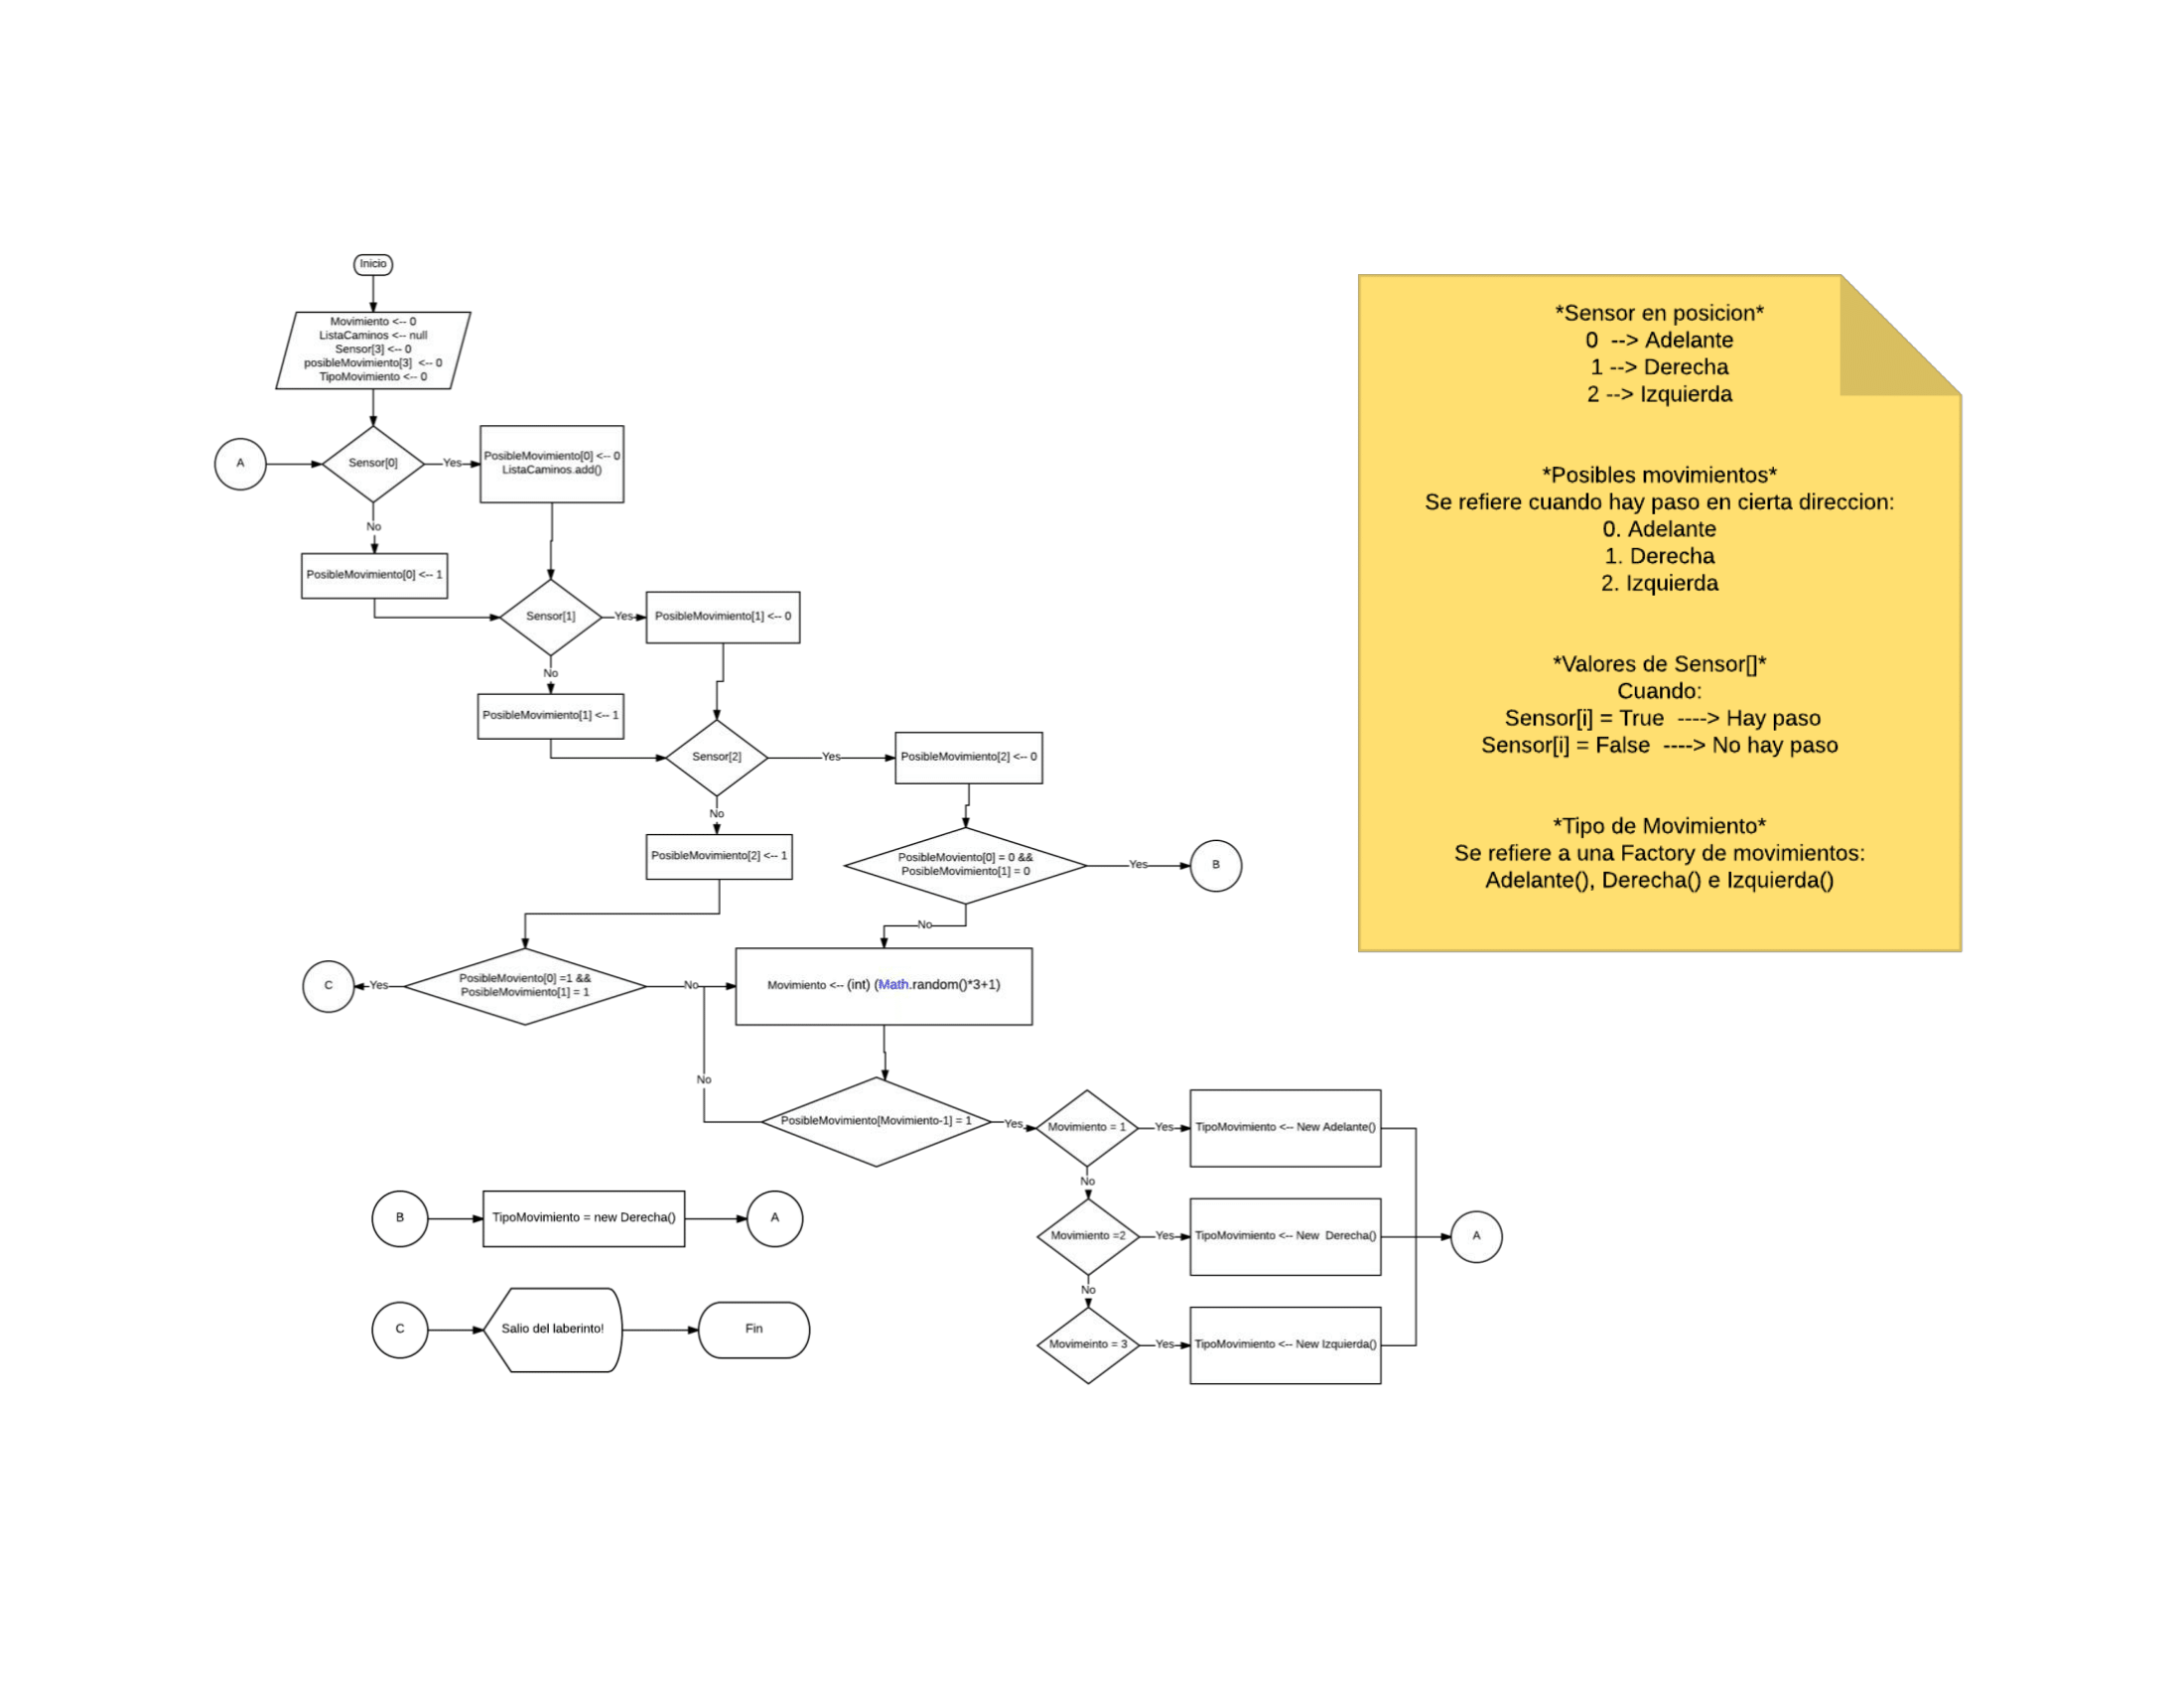 Inicio
Movimiento <-- 0
ListaCaminos <-- null
Sensor[3] <-- 0
posibleMovimiento[3]  <-- 0
TipoMovimiento <-- 0
A
Sensor[0]
Yes
PosibleMovimiento[0] <-- 0
ListaCaminos.add()
No
PosibleMovimiento[0] <-- 1
Sensor[1]
Yes
PosibleMovimiento[1] <-- 0
No
PosibleMovimiento[1] <-- 1
Sensor[2]
Yes
PosibleMovimiento[2] <-- 0
No
PosibleMovimiento[2] <-- 1
PosibleMoviento[0] = 0 &&
PosibleMovimiento[1] = 0
Yes
B
No
C
Yes
PosibleMoviento[0] =1 &&
PosibleMovimiento[1] = 1
No
Movimiento <-- (int) (Math.random()*3+1)
No
PosibleMovimiento[Movimiento-1] = 1
Yes
Movimiento = 1
Yes
TipoMovimiento <-- New Adelante()
No
Movimiento =2
Yes
TipoMovimiento <-- New  Derecha()
A
No
Movimeinto = 3
Yes
TipoMovimiento <-- New Izquierda()
B
TipoMovimiento = new Derecha()
A
C
Salio del laberinto!
Fin
*Sensor en posicion*
0  --> Adelante
1 --> Derecha
2 --> Izquierda
*Posibles movimientos*
Se refiere cuando hay paso en cierta direccion:
0. Adelante
1. Derecha
2. Izquierda
*Valores de Sensor[]*
Cuando:
Sensor[i] = True  ----> Hay paso
Sensor[i] = False  ----> No hay paso
*Tipo de Movimiento*
Se refiere a una Factory de movimientos:
Adelante(), Derecha() e Izquierda()